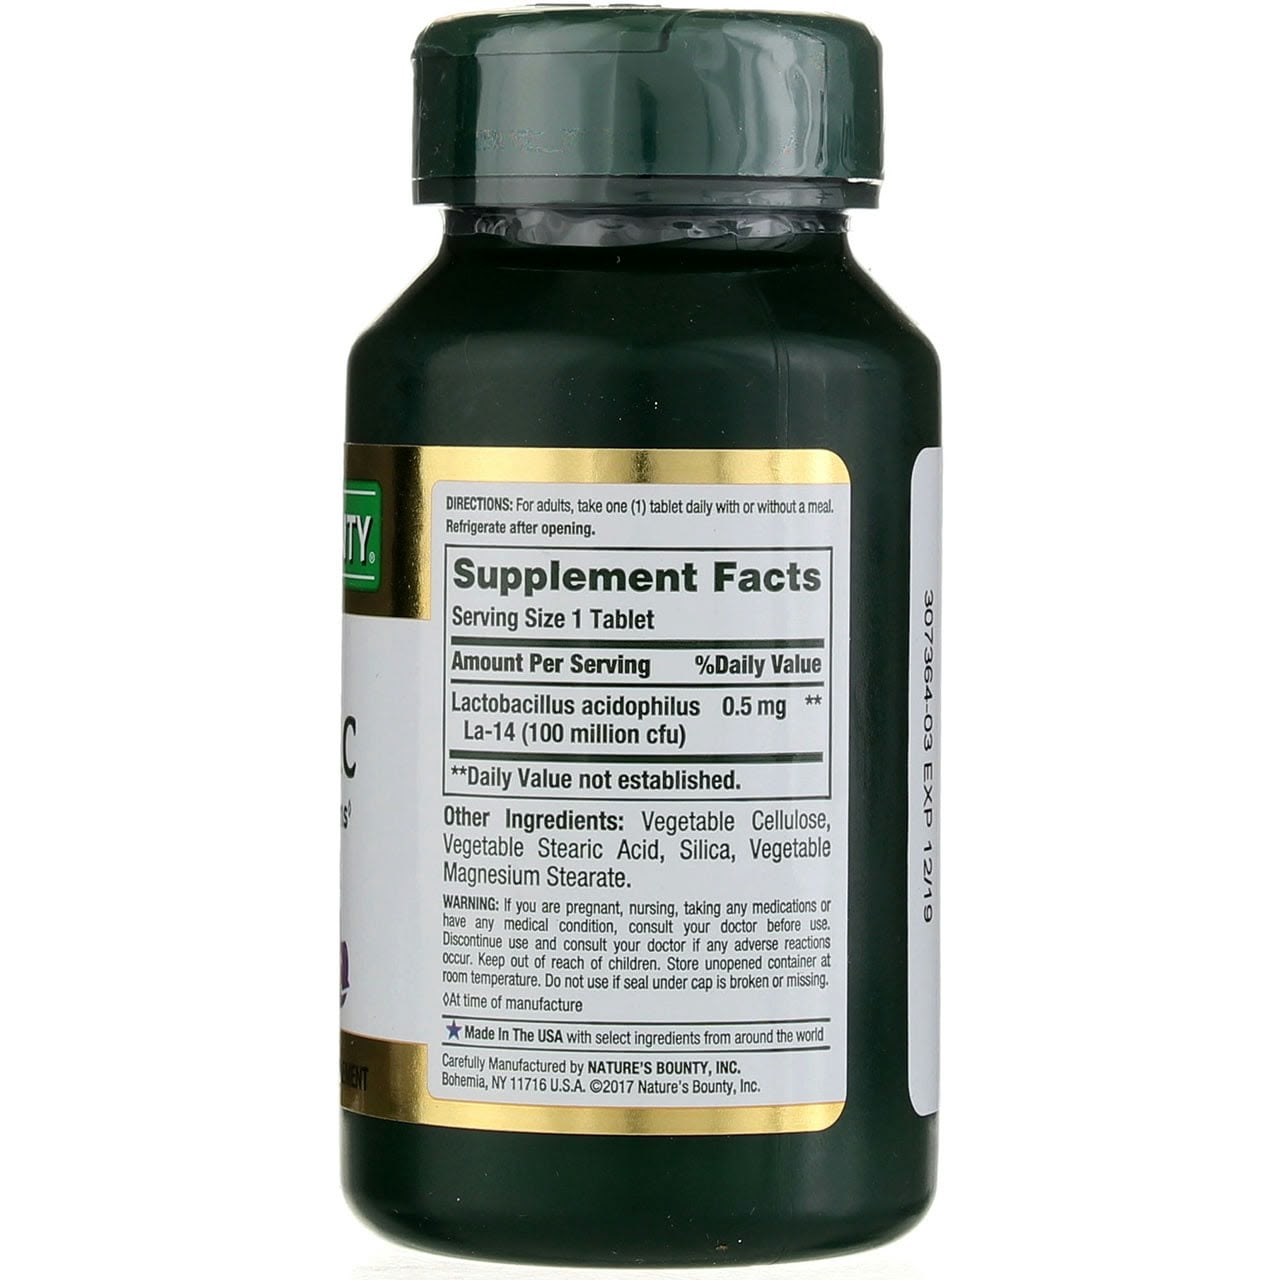 DIRECTIONS: For adults, take one (1) tablet daily with or without a meal.
Refrigerate after opening.
Supplement Facts
Serving Size 1 Tablet
Amount Per Serving %Daily Value
Lactobacillus acidophilus 0.5 mg **
La-14 (100 million cfu)
**Daily Value not established.
Other Ingredients: Vegetable Cellulose,
Vegetable Stearic Acid, Silica, Vegetable
Magnesium Stearate.
WARNING: If you are pregnant, nursing, taking any medications or
have any medical condition, consult your doctor before use.
Discontinue use and consult your doctor if any adverse reactions
occur. Keep out of reach of children. Store unopened container at
room temperature. Do not use if seal under cap is broken or missing.
◊At time of manufacture
★ Made In The USA with select ingredients from around the world
Carefully Manufactured by NATURE'S BOUNTY, INC.
Bohemia, NY 11716 U.S.A. ©2017 Nature's Bounty, Inc.
307364-03 EXP 12/19